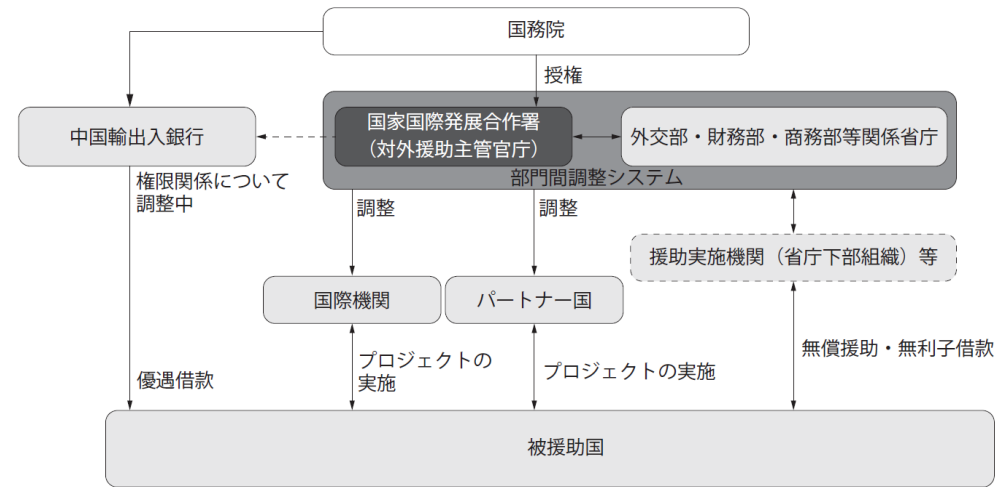 国務院
授権
中国輸出入銀行
国家国際発展合作署
（対外援助主管官庁）
外交部・財務部・商務部等関係省庁
部門間調整システム
権限関係について
調整中
調整
調整
援助実施機関（省庁下部組織）等
国際機関
パートナー国
無償援助・無利子借款
プロジェクトの
実施
プロジェクトの実施
優遇借款
被援助国